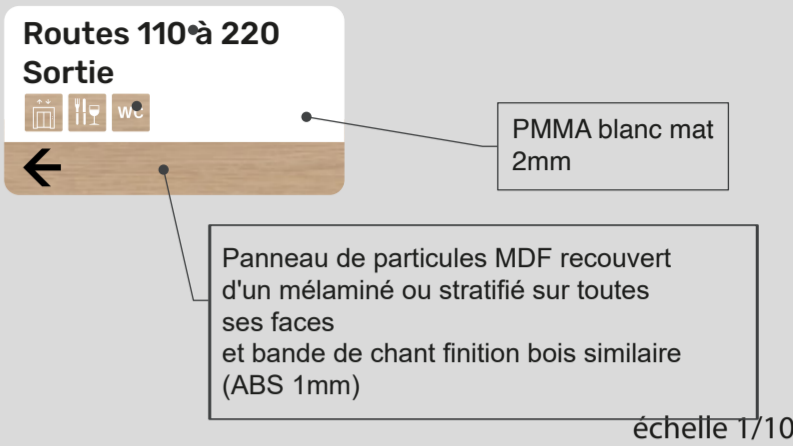 Routes 110 à 220
Sortie
WC
PMMA blanc mat
2mm
Panneau de particules MDF recouvert
d'un mélaminé ou stratifié sur toutes
ses faces
et bande de chant finition bois similaire
(ABS 1mm)
échelle 1/10